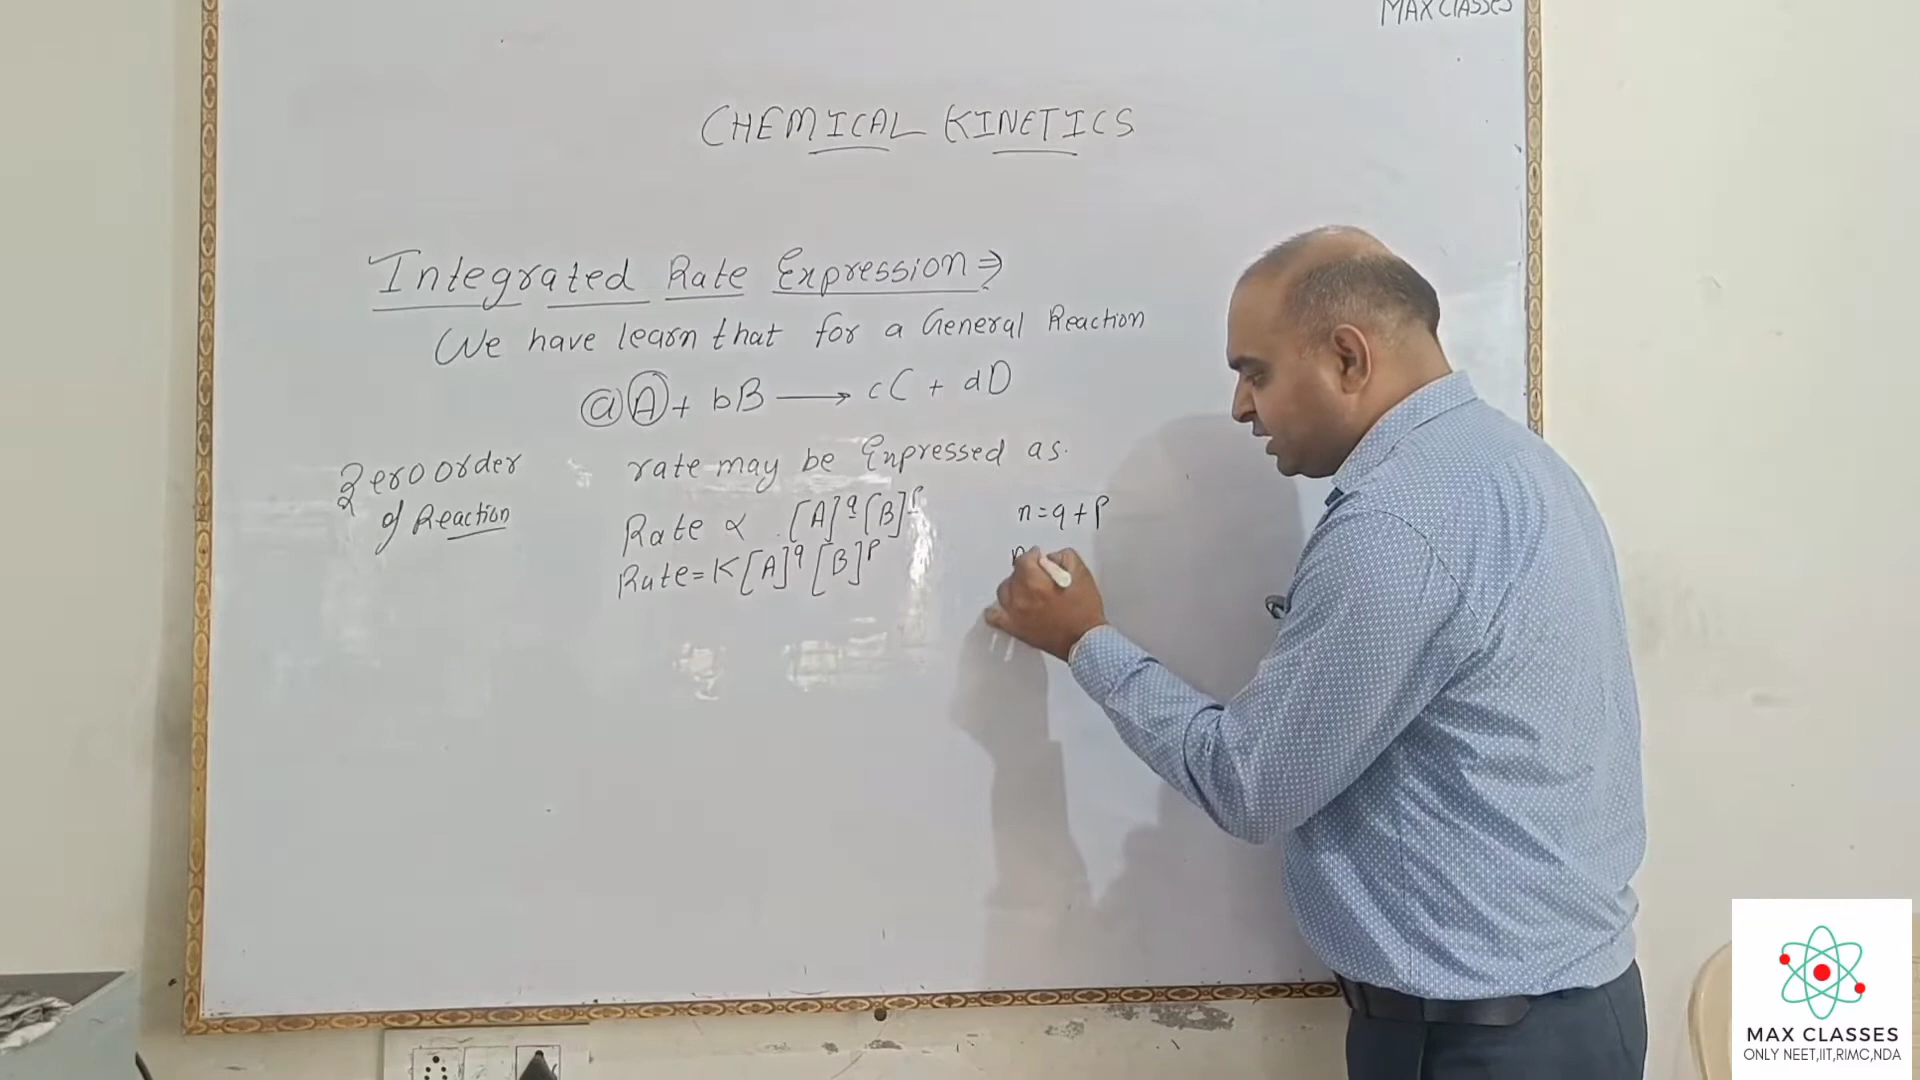 MAX CLASSES
CHEMICAL KINETICS
Integrated Rate Expression ⇒
We have learn that for a General Reaction
aA + bB ⟶ cC + dD
Zero order
of Reaction
rate may be Expressed as.
Rate ∝ [A]^q [B]^p
Rate = K[A]^q [B]^p
n = q + p
n
MAX CLASSES
ONLY NEET,IIT,RIMC,NDA